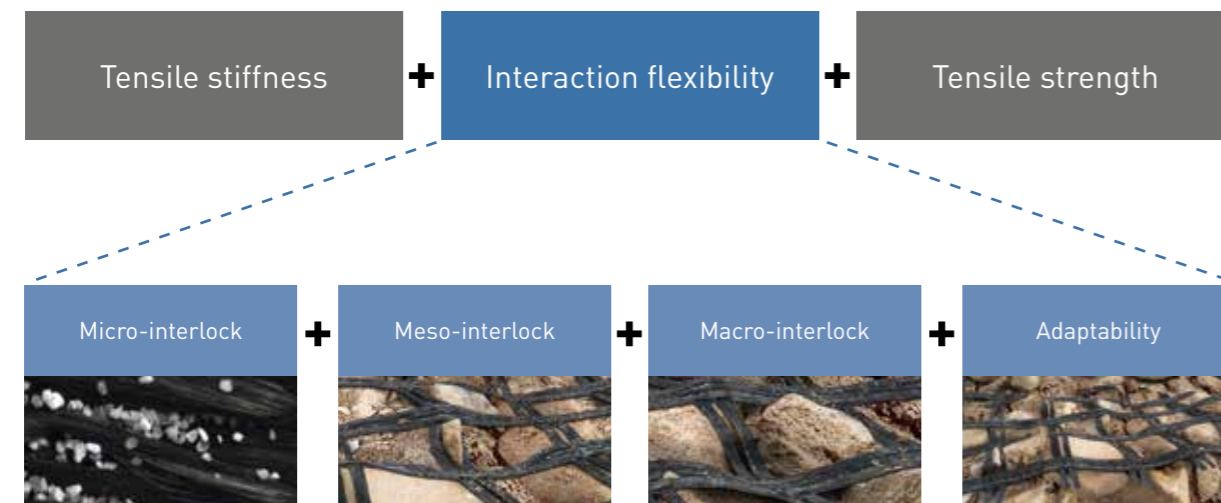 Tensile stiffness + Interaction flexibility + Tensile strength
Micro-interlock + Meso-interlock + Macro-interlock + Adaptability